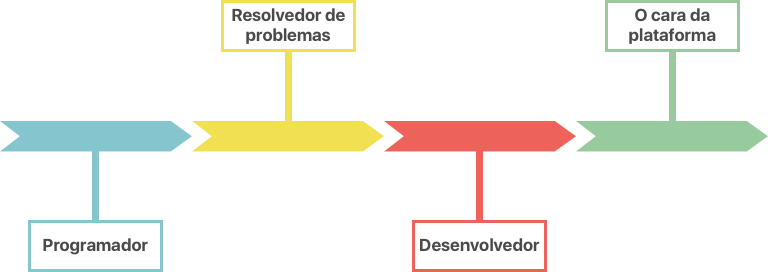 Resolvedor de
problemas
O cara da
plataforma
Programador
Desenvolvedor